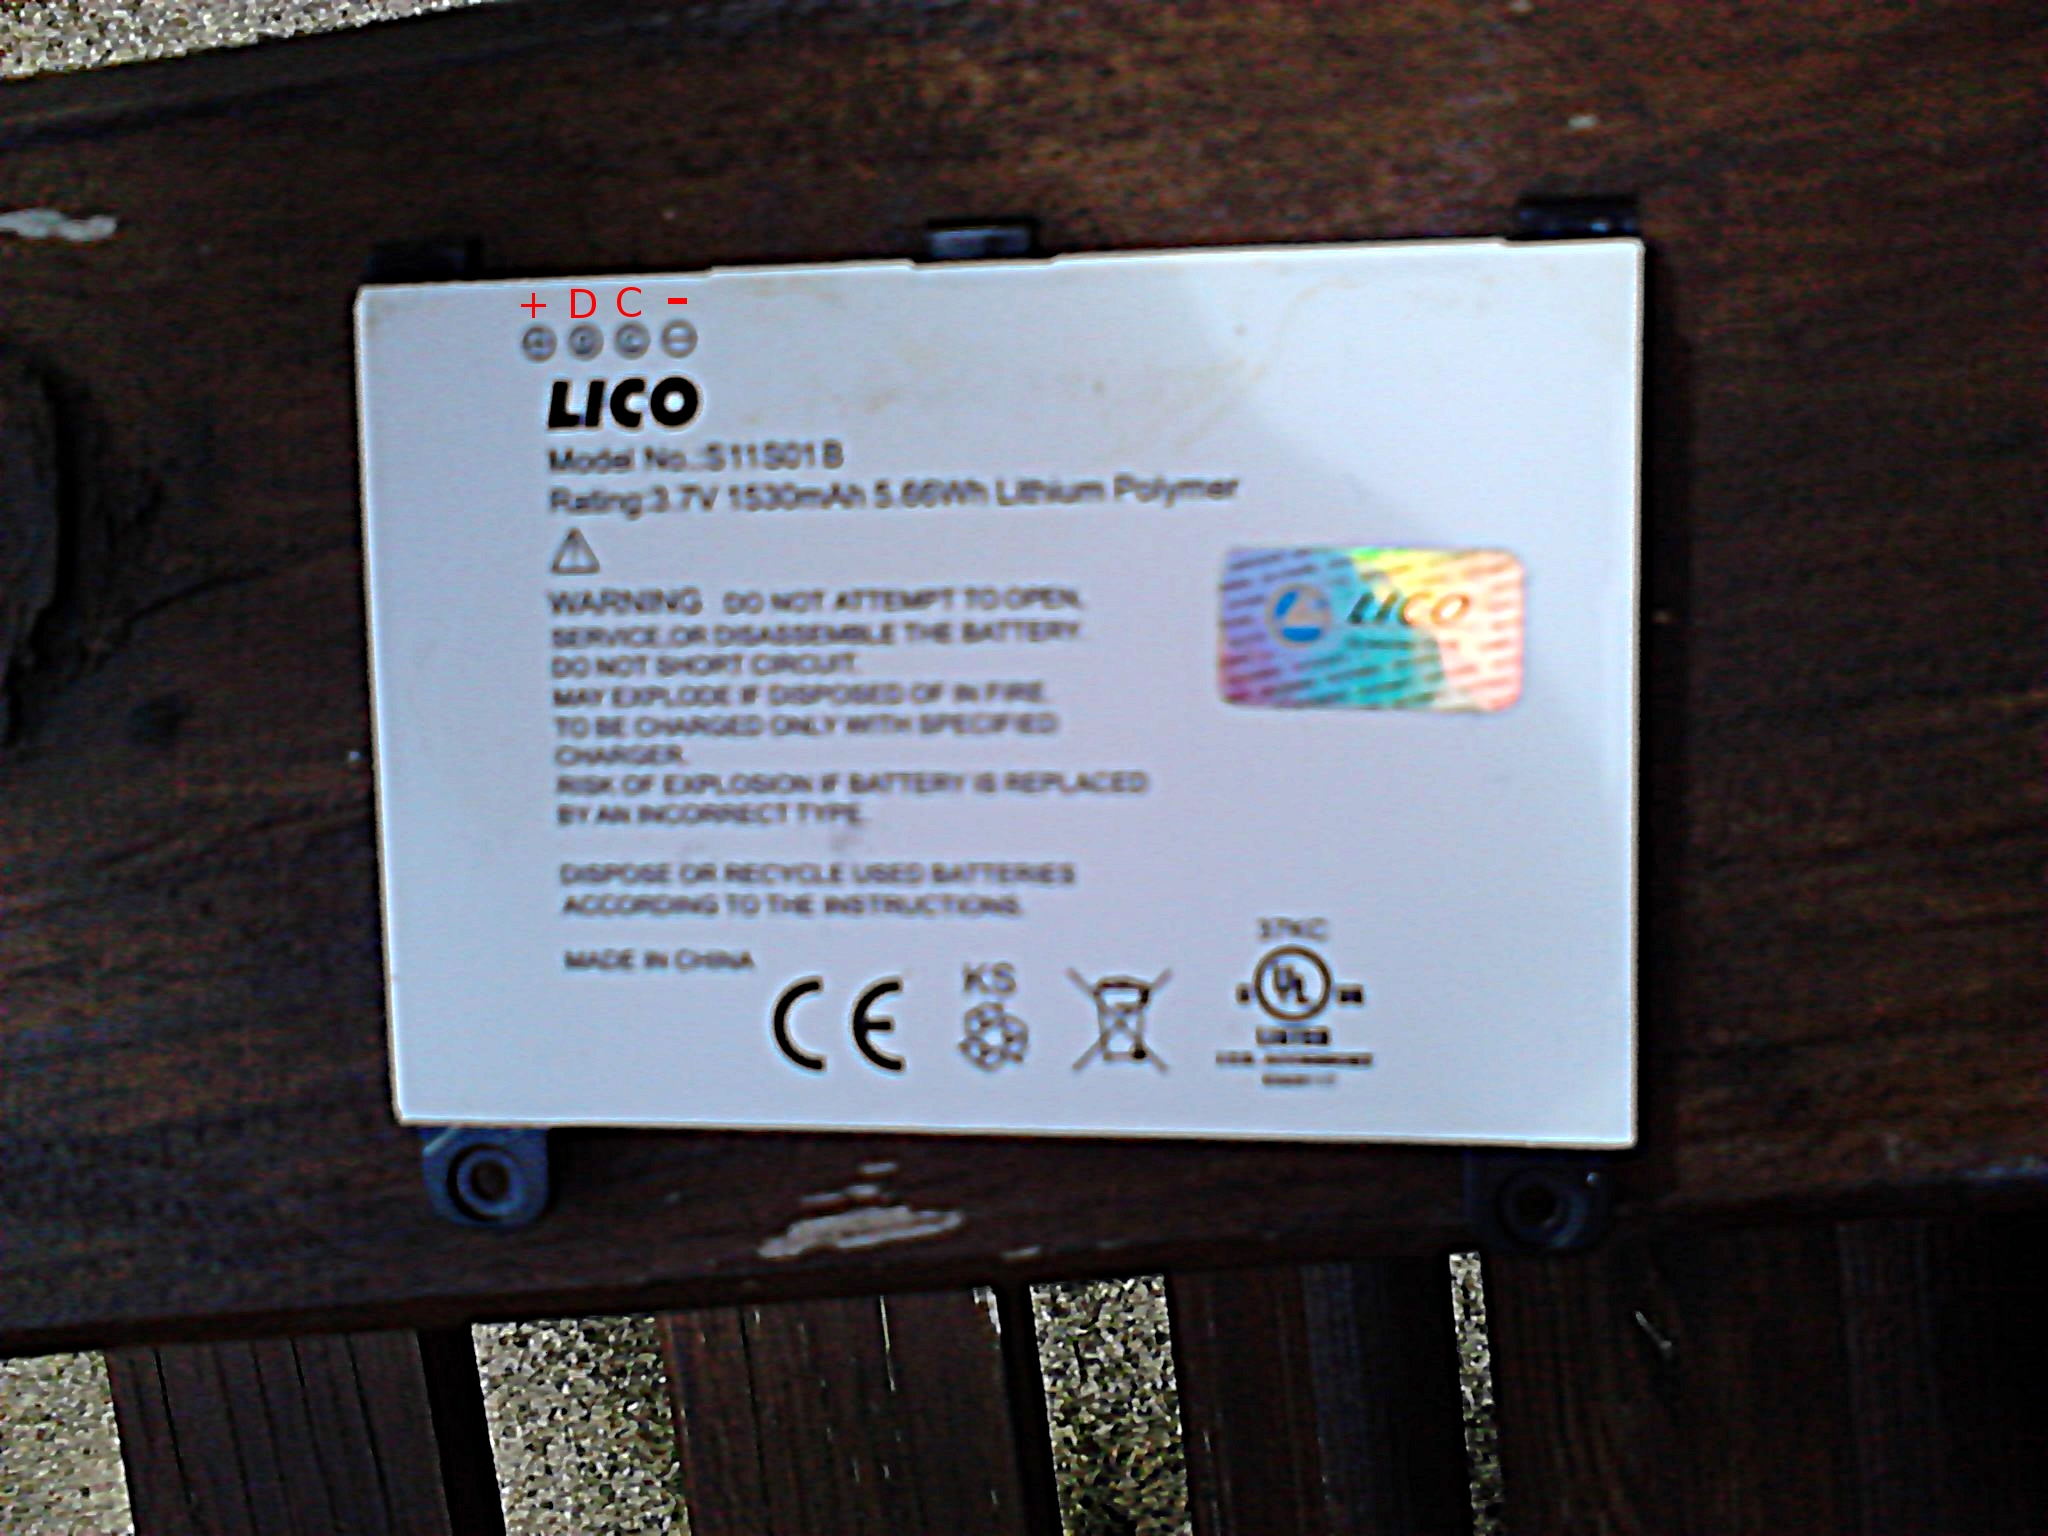 + D C -
+ D C -
LICO
Model No.:S11S01B
Rating:3.7V 1530mAh 5.66Wh Lithium Polymer
WARNING DO NOT ATTEMPT TO OPEN,
SERVICE,OR DISASSEMBLE THE BATTERY.
DO NOT SHORT CIRCUIT.
MAY EXPLODE IF DISPOSED OF IN FIRE.
TO BE CHARGED ONLY WITH SPECIFIED
CHARGER.
RISK OF EXPLOSION IF BATTERY IS REPLACED
BY AN INCORRECT TYPE.
LICO
DISPOSE OR RECYCLE USED BATTERIES
ACCORDING TO THE INSTRUCTIONS.
MADE IN CHINA
CE
KS
37KC
UL
LISTED